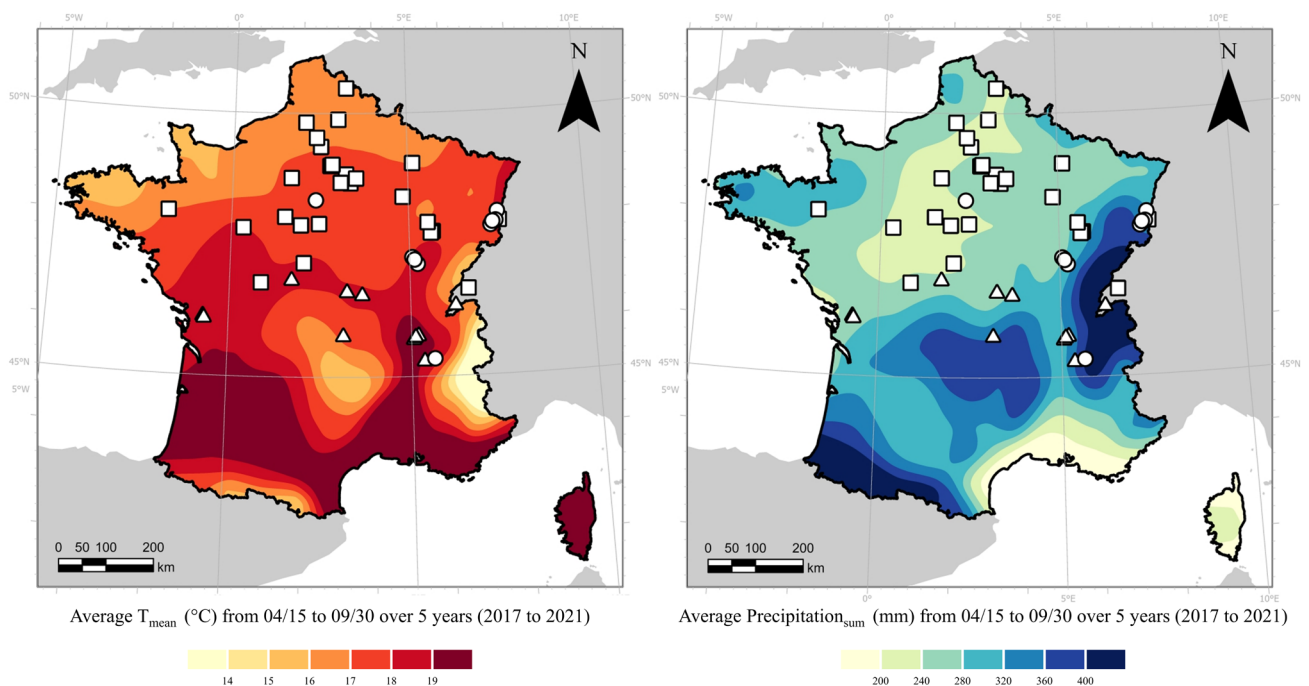 5°W 0° 5°E 10°E
5°W 0° 5°E 10°E
N
N
50°N 50°N
50°N 50°N
45°N 45°N
45°N 45°N
5°W 5°W
0 50 100 200
km
0 50 100 200
km
0° 5°E 10°E
Average Tmean (°C) from 04/15 to 09/30 over 5 years (2017 to 2021)
Average Precipitationsum (mm) from 04/15 to 09/30 over 5 years (2017 to 2021)
14 15 16 17 18 19
200 240 280 320 360 400